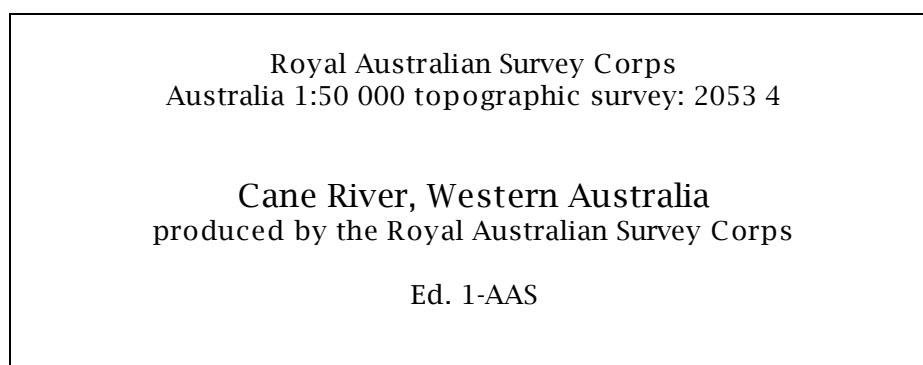 Royal Australian Survey Corps
Australia 1:50 000 topographic survey: 2053 4
Cane River, Western Australia
produced by the Royal Australian Survey Corps
Ed. 1-AAS